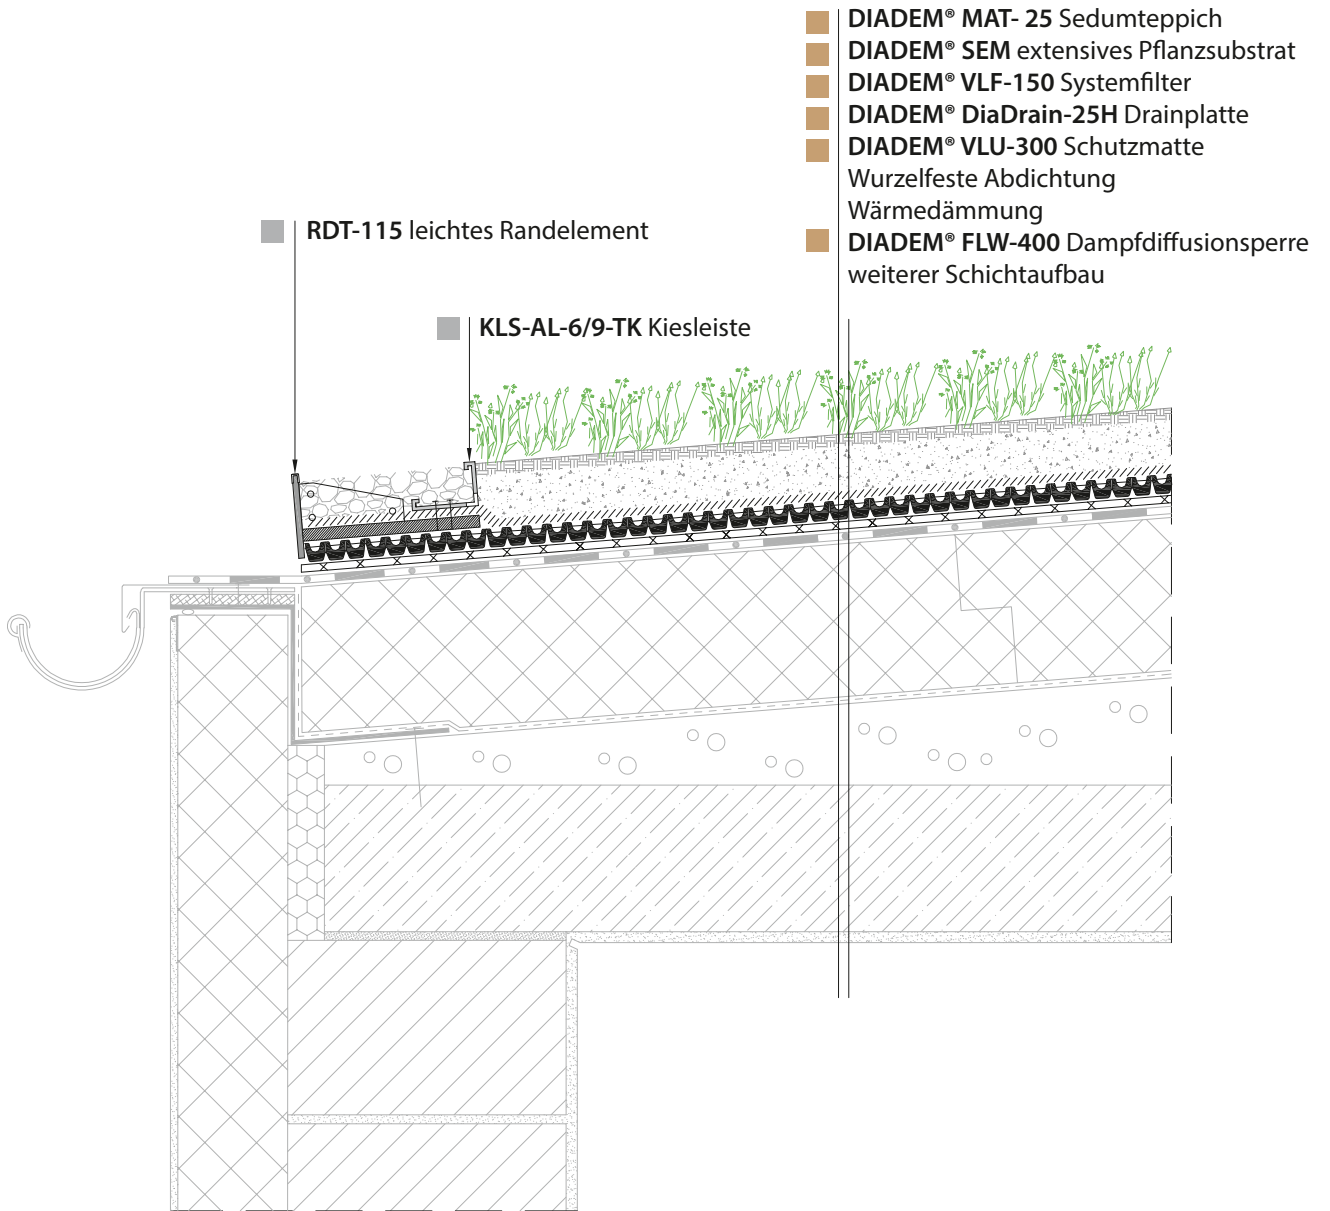 DIADEM® MAT- 25 Sedumteppich
DIADEM® SEM extensives Pflanzsubstrat
DIADEM® VLF-150 Systemfilter
DIADEM® DiaDrain-25H Drainplatte
DIADEM® VLU-300 Schutzmatte
Wurzelfeste Abdichtung
Wärmedämmung
DIADEM® FLW-400 Dampfdiffusionsperre
weiterer Schichtaufbau
RDT-115 leichtes Randelement
KLS-AL-6/9-TK Kiesleiste